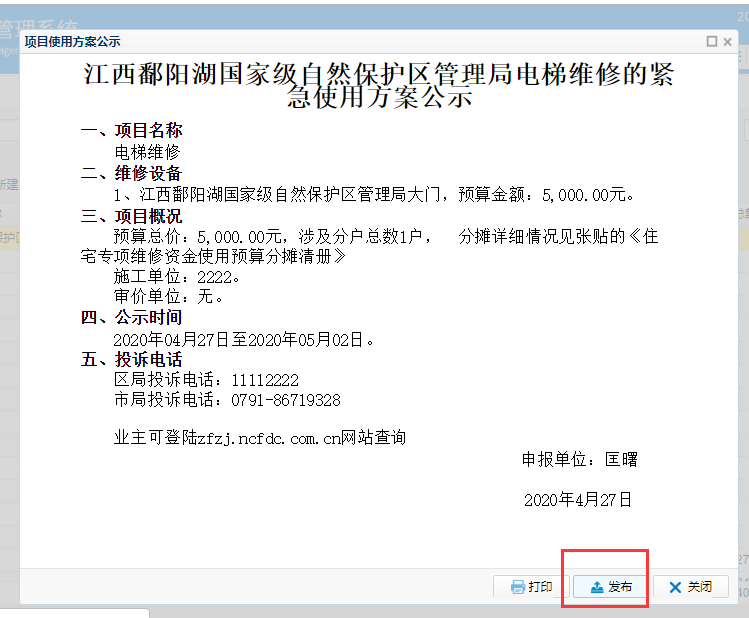 管理系统
20
项目使用方案公示
江西鄱阳湖国家级自然保护区管理局电梯维修的紧
急使用方案公示
一、项目名称
电梯维修
二、维修设备
新建
1、江西鄱阳湖国家级自然保护区管理局大门，预算金额：5,000.00元。
三、项目概况
预算总价：5,000.00元，涉及分户总数1户， 分摊详细情况见张贴的《住
保护区
宅专项维修资金使用预算分摊清册》
施工单位：2222。
审价单位：无。
四、公示时间
2020年04月27日至2020年05月02日。
五、投诉电话
区局投诉电话：11112222
市局投诉电话：0791-86719328
业主可登陆zfzj.ncfdc.com.cn网站查询
申报单位：匡曙
2020年4月27日
打印 发布 关闭